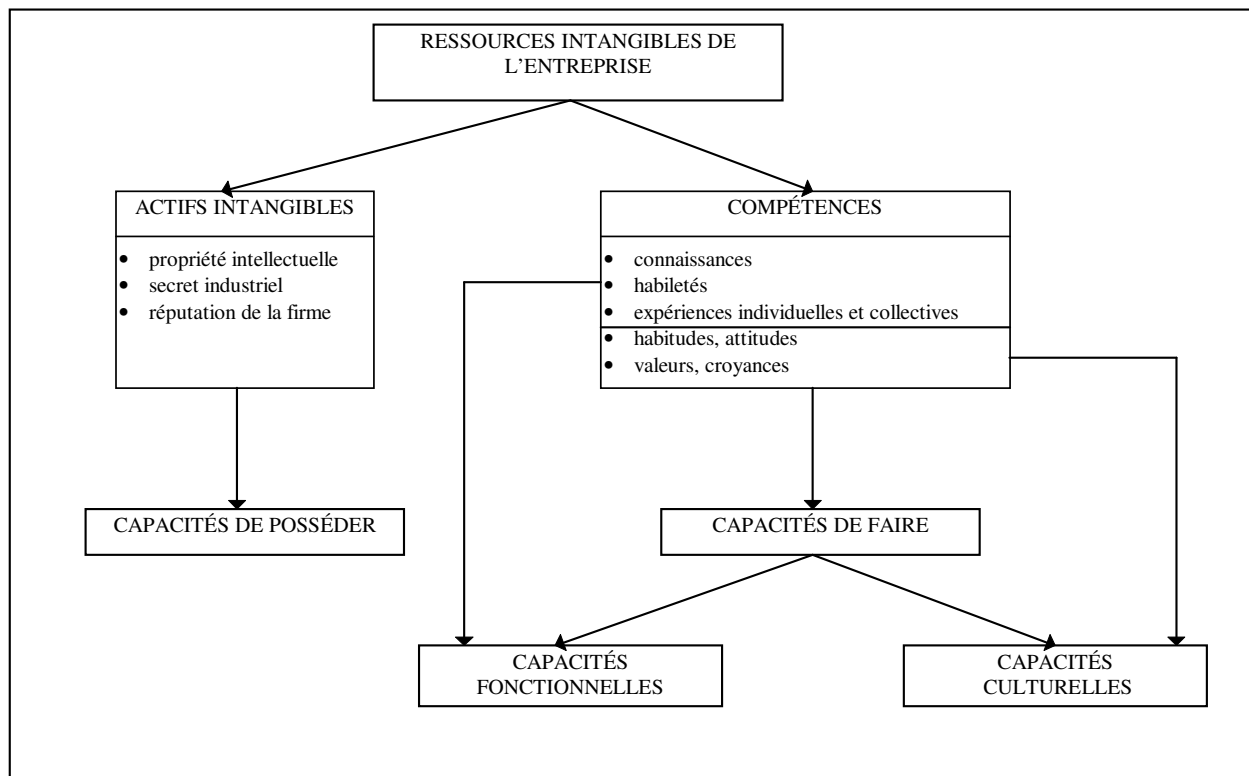 RESSOURCES INTANGIBLES DE
L'ENTREPRISE
ACTIFS INTANGIBLES
• propriété intellectuelle
• secret industriel
• réputation de la firme
COMPÉTENCES
• connaissances
• habiletés
• expériences individuelles et collectives
• habitudes, attitudes
• valeurs, croyances
CAPACITÉS DE POSSÉDER
CAPACITÉS DE FAIRE
CAPACITÉS
FONCTIONNELLES
CAPACITÉS
CULTURELLES